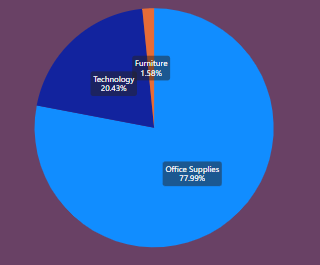 Furniture
1.58%
Technology
20.43%
Office Supplies
77.99%